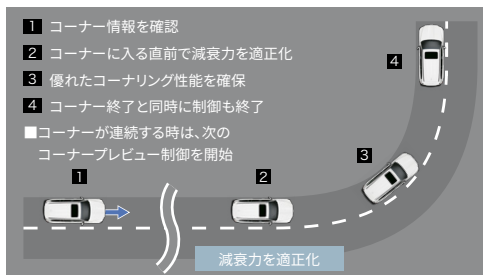 1 コーナー情報を確認
2 コーナーに入る直前で減衰力を適正化
3 優れたコーナリング性能を確保
4 コーナー終了と同時に制御も終了
■コーナーが連続する時は、次の
コーナープレビュー制御を開始
1
2
3
4
減衰力を適正化